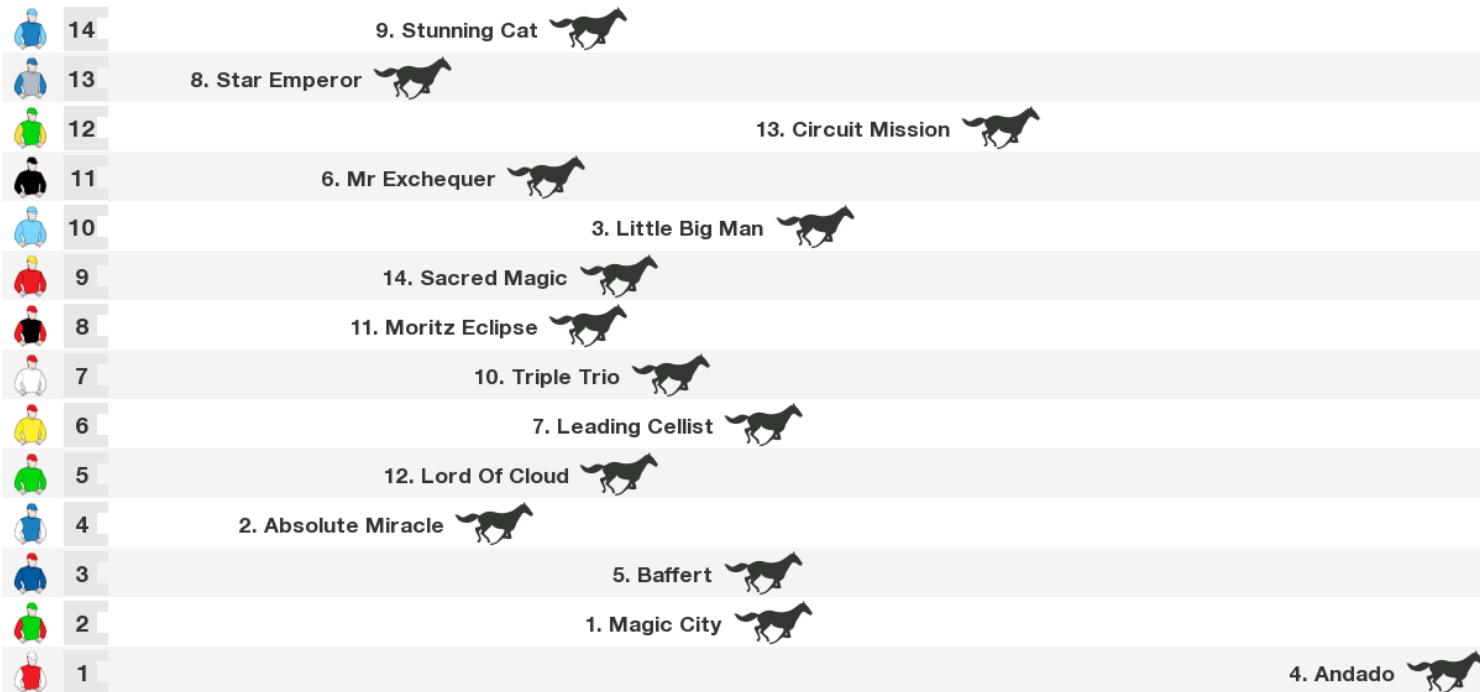 14 9. Stunning Cat
13 8. Star Emperor
12 13. Circuit Mission
11 6. Mr Exchequer
10 3. Little Big Man
9 14. Sacred Magic
8 11. Moritz Eclipse
7 10. Triple Trio
6 7. Leading Cellist
5 12. Lord Of Cloud
4 2. Absolute Miracle
3 5. Baffert
2 1. Magic City
1 4. Andado